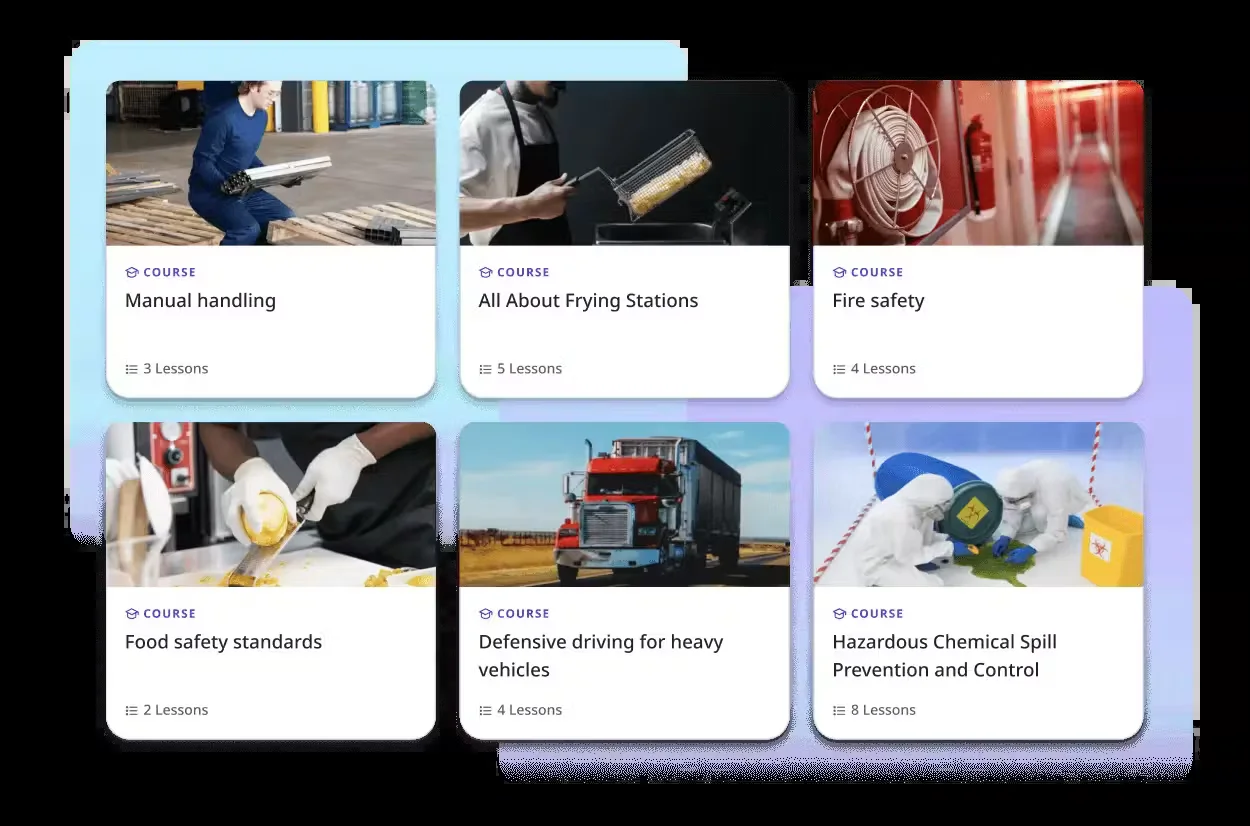 COURSE
Manual handling
3 Lessons
COURSE
All About Frying Stations
5 Lessons
COURSE
Fire safety
4 Lessons
COURSE
Food safety standards
2 Lessons
COURSE
Defensive driving for heavy
vehicles
4 Lessons
COURSE
Hazardous Chemical Spill
Prevention and Control
8 Lessons